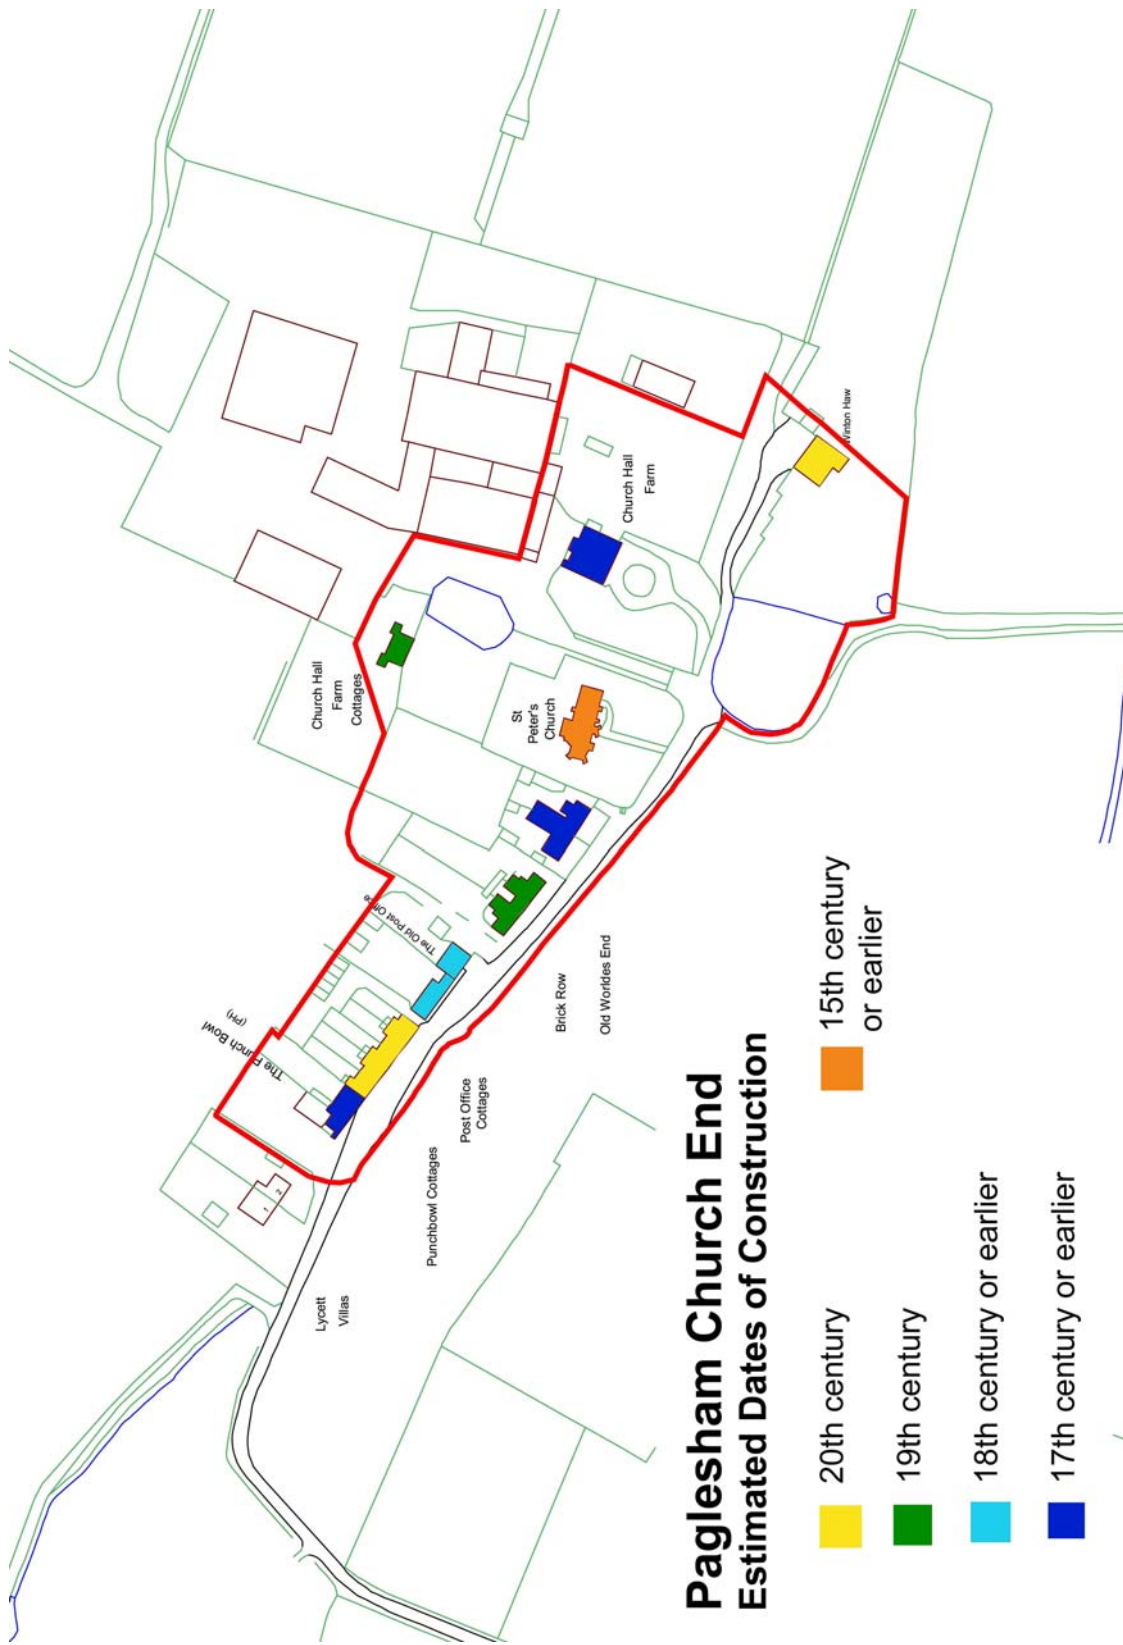 Paglesham Church End
Estimated Dates of Construction
20th century
19th century
18th century or earlier
17th century or earlier
15th century
or earlier
Lycett
Villas
Punchbowl Cottages
Post Office
Cottages
Brick Row
Old Worldes End
The Punch Bowl
(PH)
The Old Post Office
1
2
Church Hall
Farm
Cottages
St
Peter's
Church
Church Hall
Farm
Winton Haw